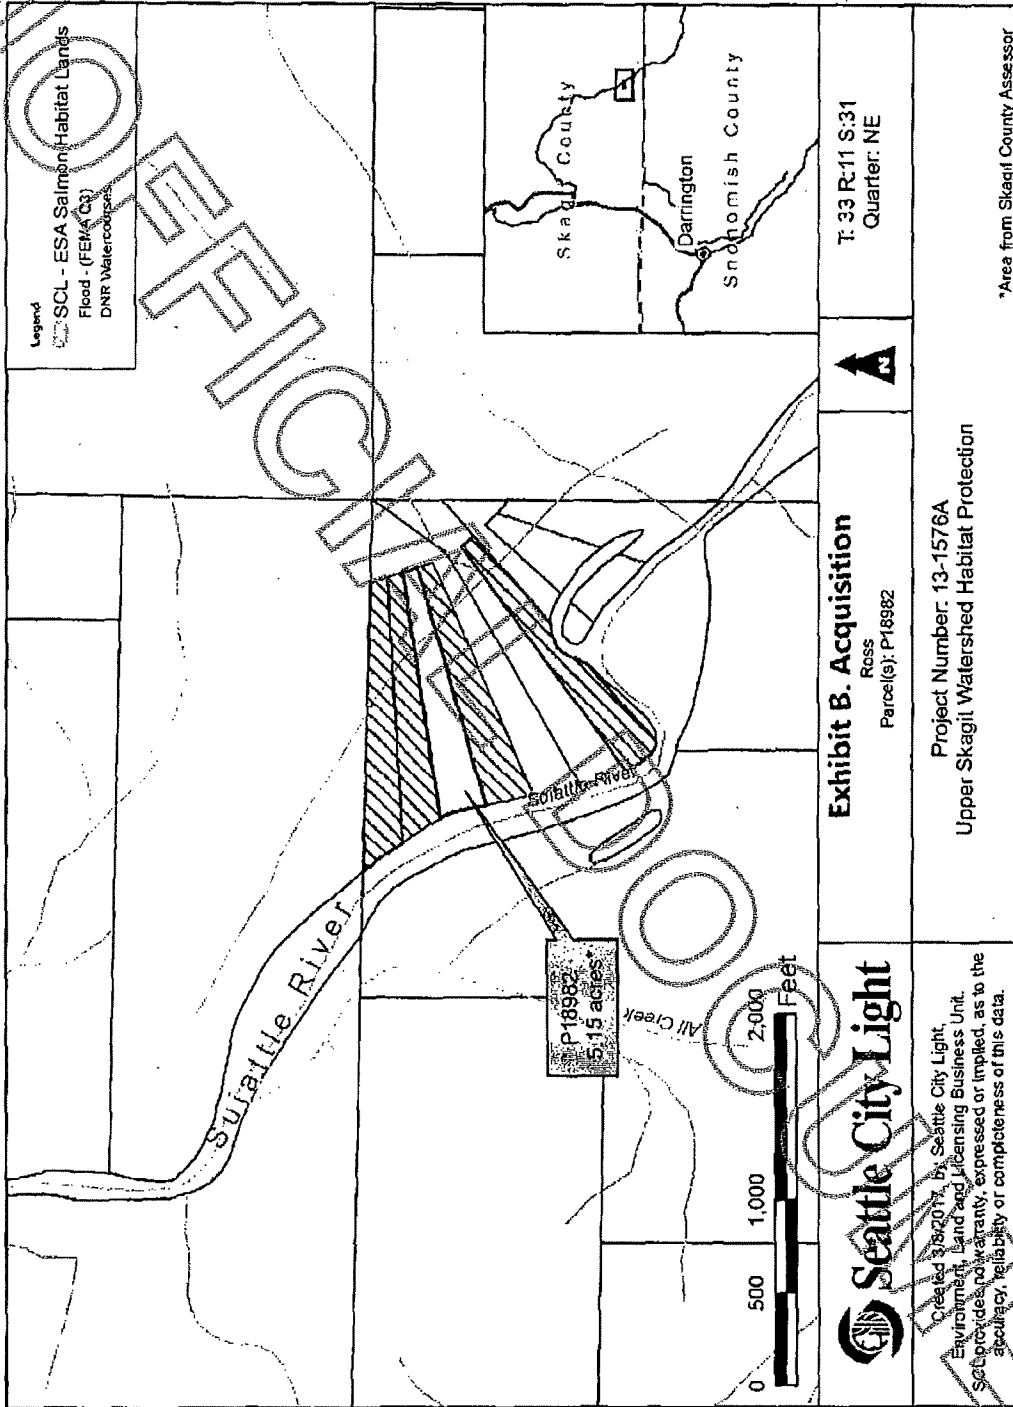 Legend
SCL - ESA Salmon Habitat Lands
Flood - (FEMA Q3)
DNR Watercourses
Skagit County
Darrington
Snohomish County
Suiattle River
Suiattle River
P18982
5.15 acres*
All Creek
0 500 1,000 2,000
Feet
Seattle City Light
Created 3/8/2017, by Seattle City Light,
Environment, Land and Licensing Business Unit.
SCL provides no warranty, expressed or implied, as to the
accuracy, reliability or completeness of this data.
Exhibit B. Acquisition
Ross
Parcel(s): P18982
N
T: 33 R:11 S:31
Quarter: NE
Project Number: 13-1576A
Upper Skagit Watershed Habitat Protection
*Area from Skagit County Assessor
UNOFFICIAL DOCUMENT